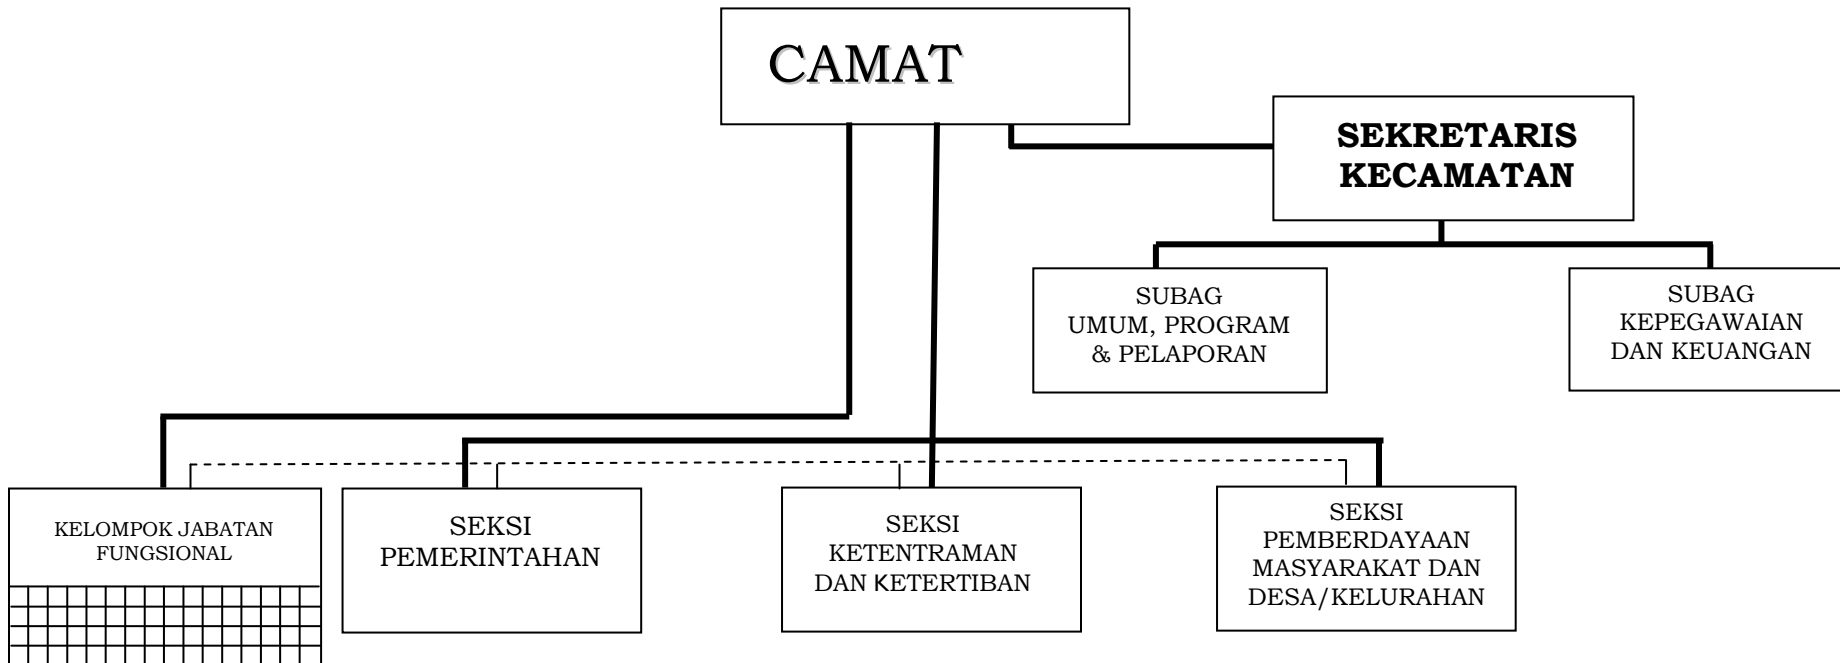 CAMAT
SEKRETARIS
KECAMATAN
SUBAG
UMUM, PROGRAM
& PELAPORAN
SUBAG
KEPEGAWAIAN
DAN KEUANGAN
KELOMPOK JABATAN
FUNGSIONAL
SEKSI
PEMERINTAHAN
SEKSI
KETENTRAMAN
DAN KETERTIBAN
SEKSI
PEMBERDAYAAN
MASYARAKAT DAN
DESA/KELURAHAN